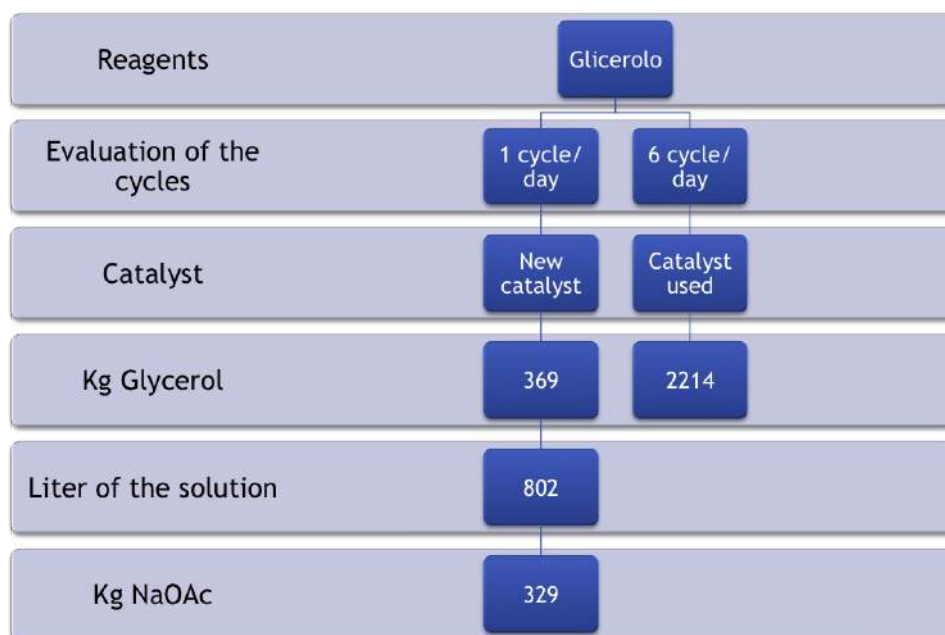 Reagents
Glicerolo
Evaluation of the
cycles
1 cycle/
day
6 cycle/
day
Catalyst
New
catalyst
Catalyst
used
Kg Glycerol
369
2214
Liter of the solution
802
Kg NaOAc
329